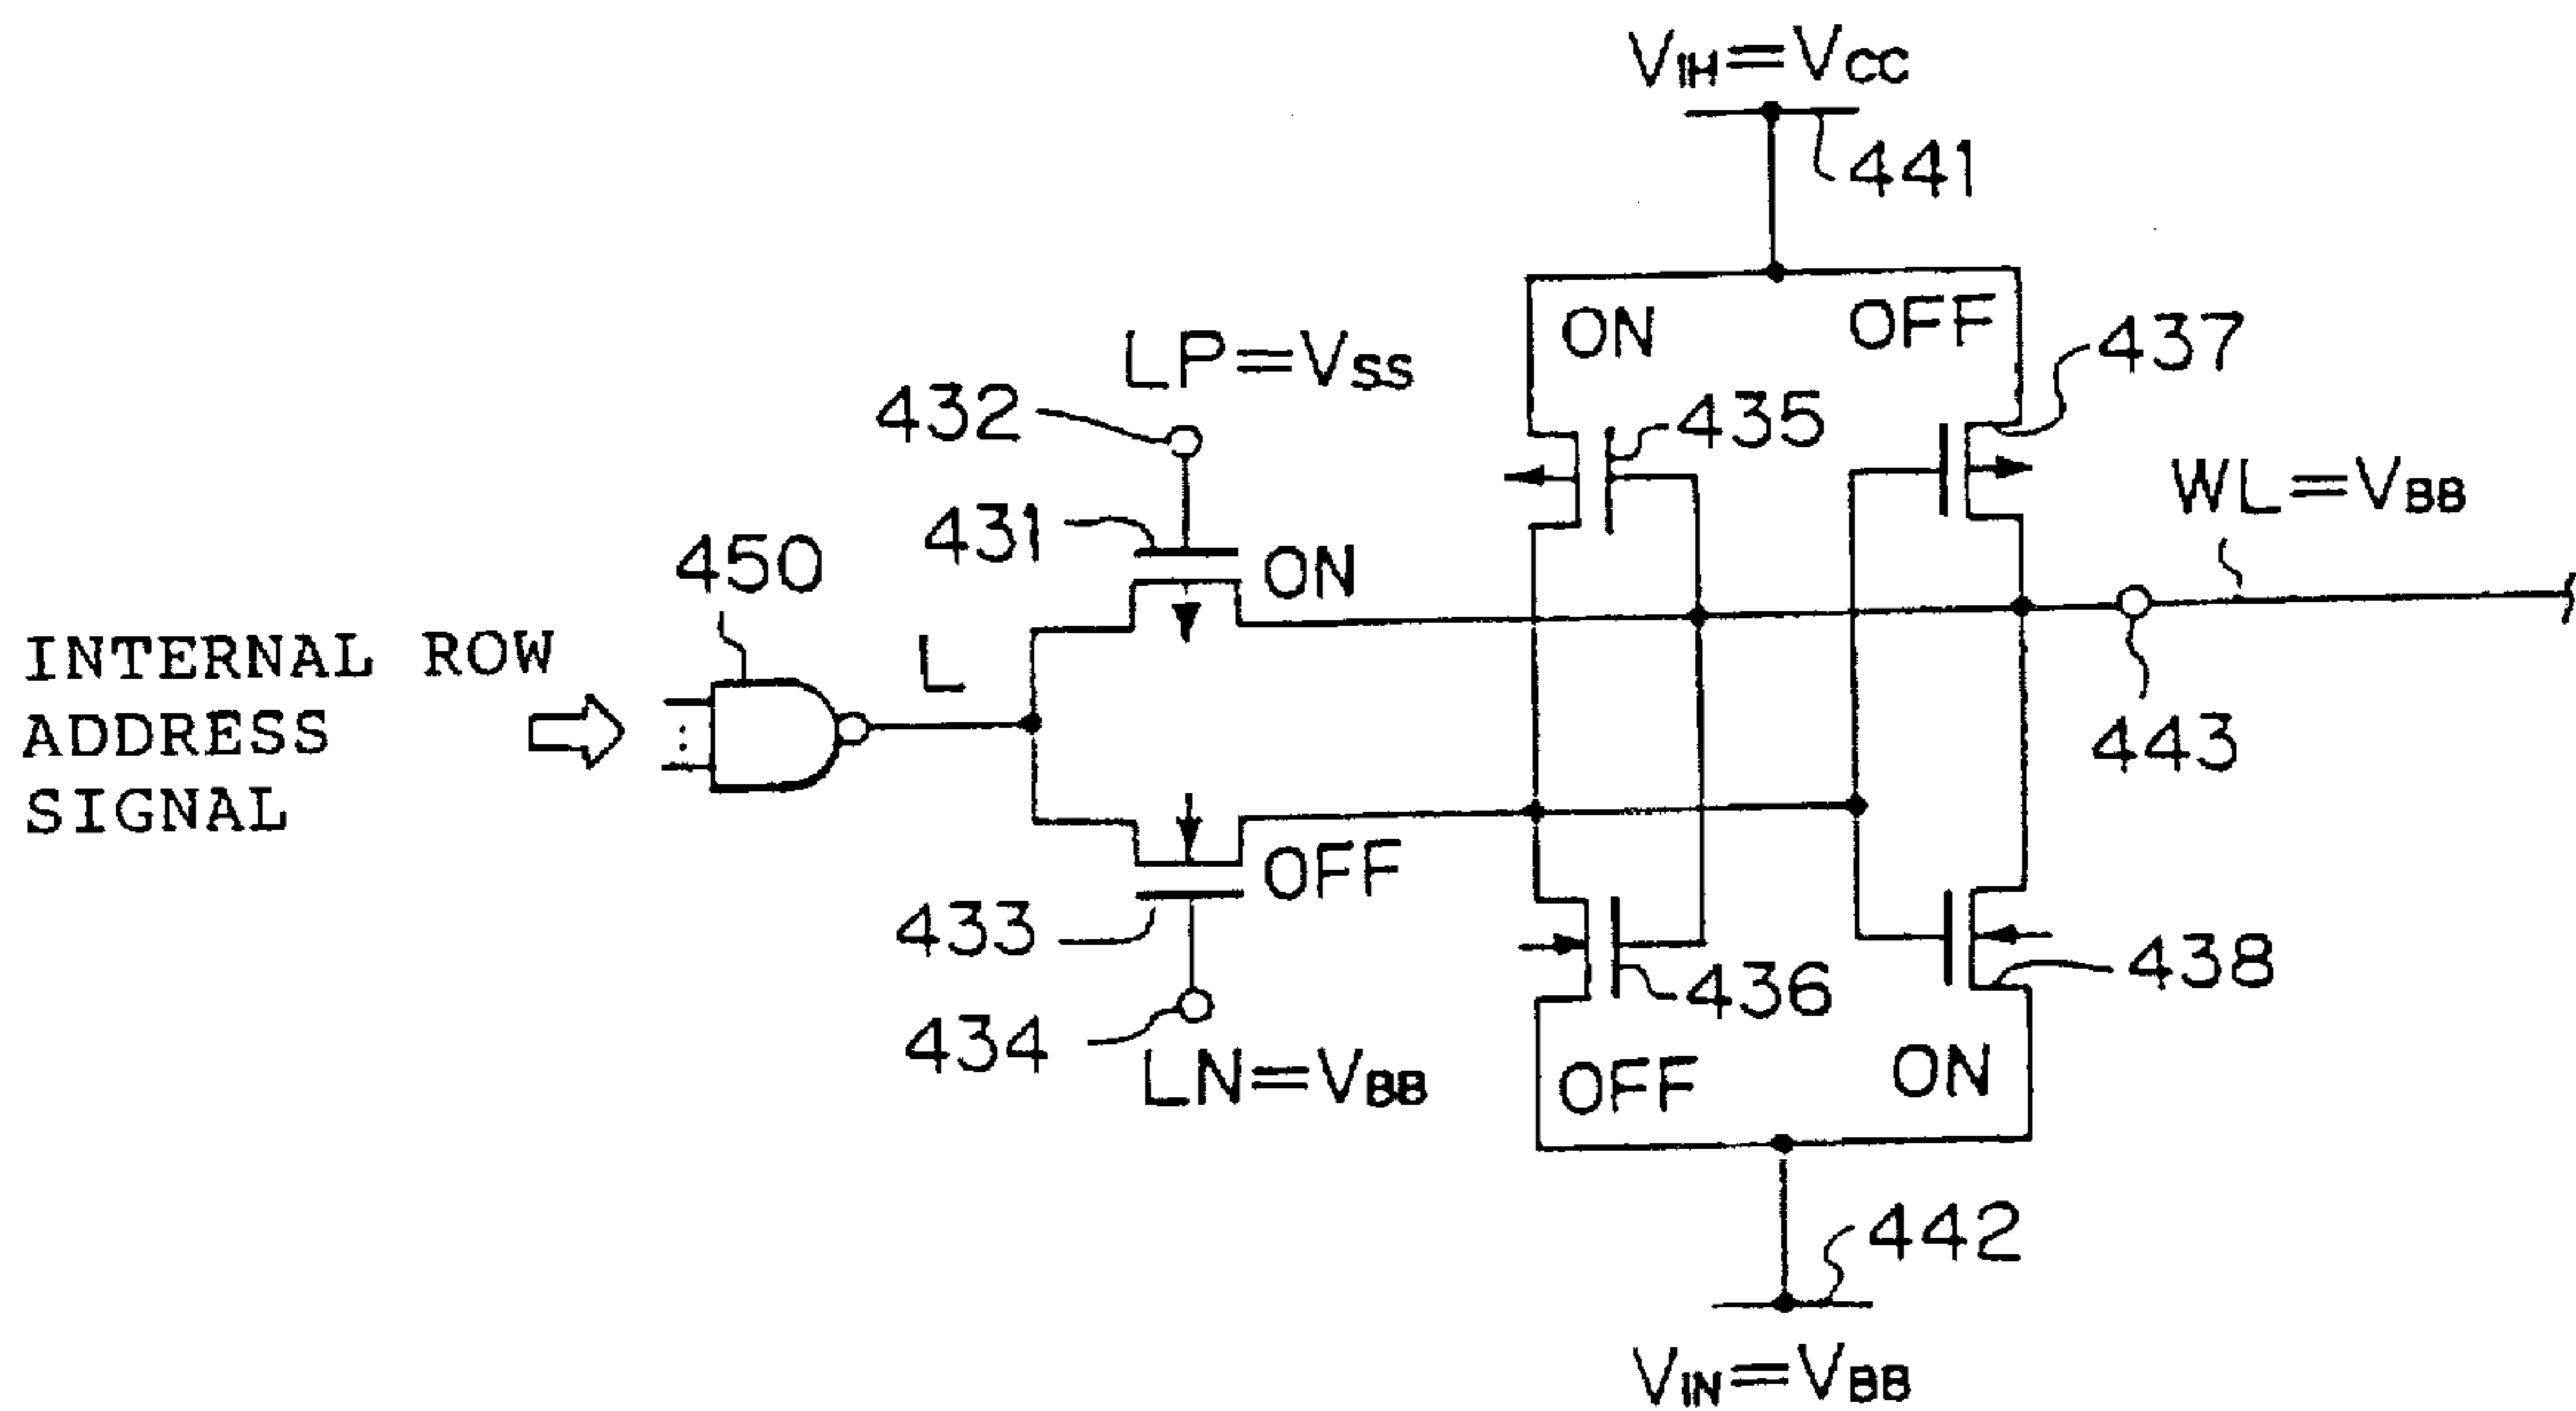 VIH=VCC
441
ON
OFF
437
LP=VSS
432
435
WL=VBB
431
ON
450
INTERNAL ROW
ADDRESS
SIGNAL
L
443
OFF
433
436
438
434
LN=VBB
OFF
ON
442
VIN=VBB